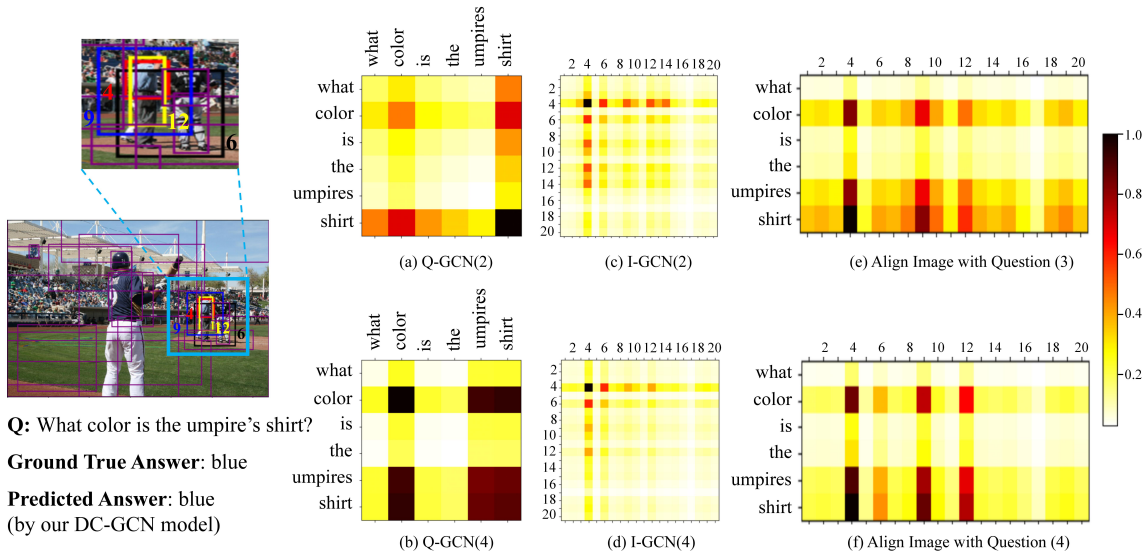 4
9
12
6
4
9
12
6
Q: What color is the umpire's shirt?
Ground True Answer: blue
Predicted Answer: blue
(by our DC-GCN model)
what color is the umpires shirt
what
color
is
the
umpires
shirt
(a) Q-GCN(2)
2 4 6 8 10 12 14 16 18 20
2
4
6
8
10
12
14
16
18
20
(c) I-GCN(2)
2 4 6 8 10 12 14 16 18 20
what
color
is
the
umpires
shirt
(e) Align Image with Question (3)
what color is the umpires shirt
what
color
is
the
umpires
shirt
(b) Q-GCN(4)
2 4 6 8 10 12 14 16 18 20
2
4
6
8
10
12
14
16
18
20
(d) I-GCN(4)
2 4 6 8 10 12 14 16 18 20
what
color
is
the
umpires
shirt
(f) Align Image with Question (4)
1.0
0.8
0.6
0.4
0.2